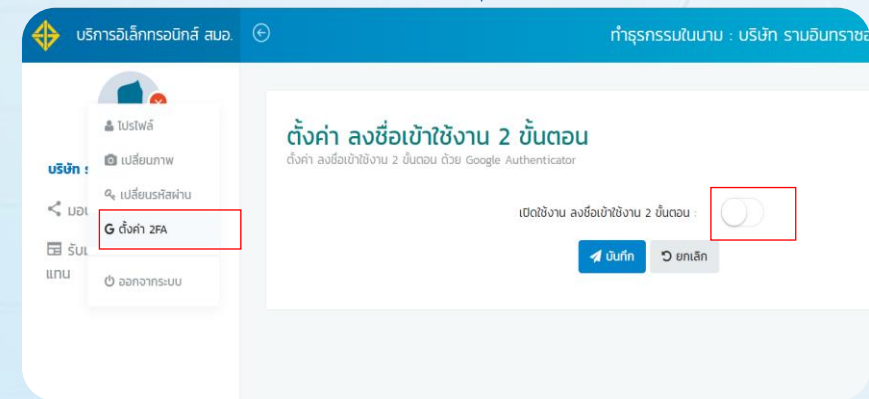 บริการอิเล็กทรอนิกส์ สมอ.
ทำธุรกรรมในนาม : บริษัท รามอินทราซอ
โปรไฟล์
เปลี่ยนภาพ
บริษัท
เปลี่ยนรหัสผ่าน
มอบ
G ตั้งค่า 2FA
รับ
แทน
ออกจากระบบ
ตั้งค่า ลงชื่อเข้าใช้งาน 2 ขั้นตอน
ตั้งค่า ลงชื่อเข้าใช้งาน 2 ขั้นตอน ด้วย Google Authenticator
เปิดใช้งาน ลงชื่อเข้าใช้งาน 2 ขั้นตอน :
บันทึก ยกเลิก